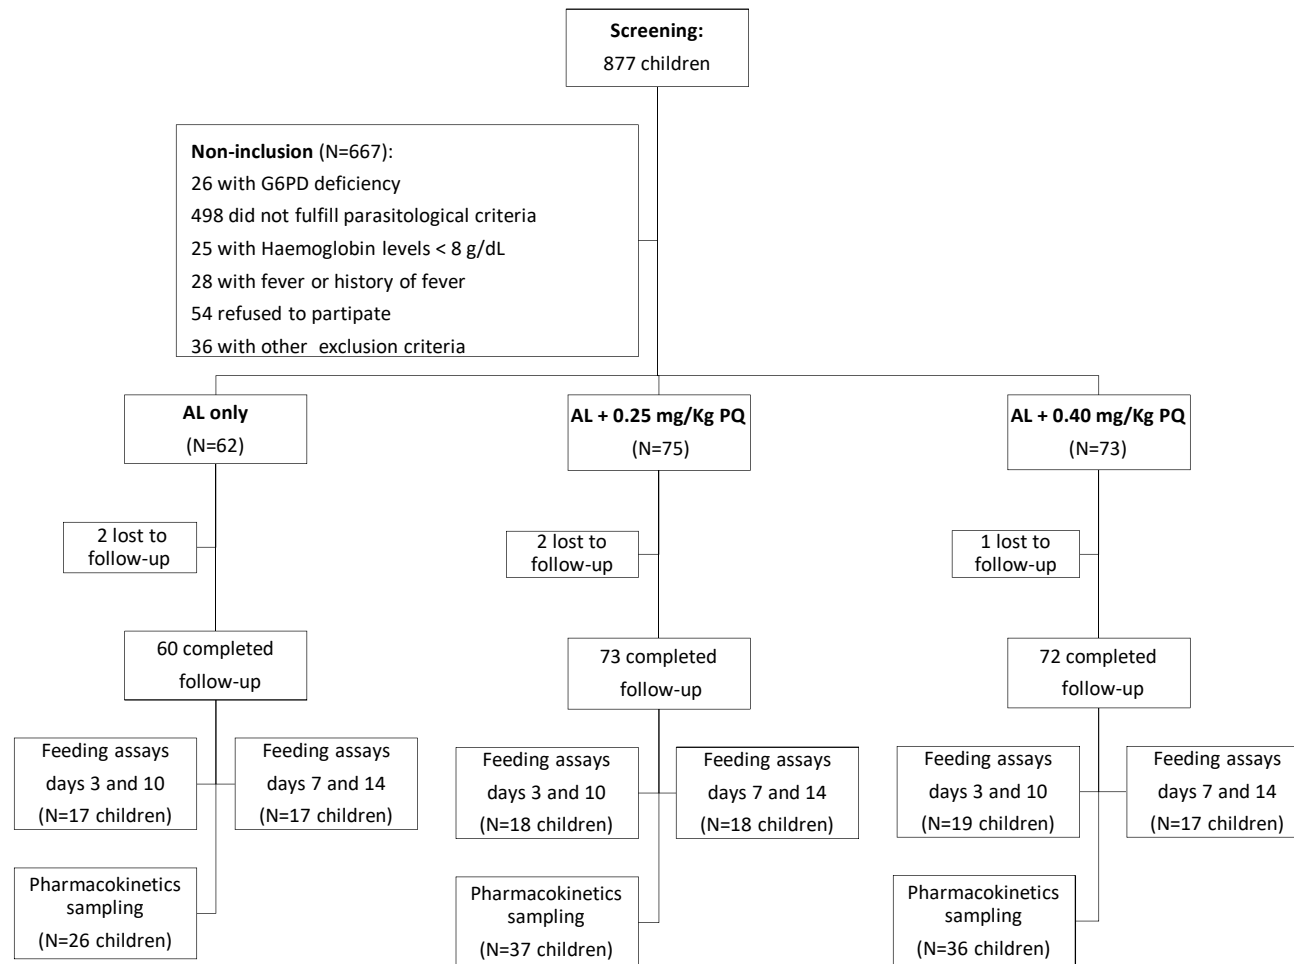 Screening:
877 children
Non-inclusion (N=667):
26 with G6PD deficiency
498 did not fulfill parasitological criteria
25 with Haemoglobin levels < 8 g/dL
28 with fever or history of fever
54 refused to partipate
36 with other  exclusion criteria
AL only
(N=62)
AL + 0.25 mg/Kg PQ
(N=75)
AL + 0.40 mg/Kg PQ
(N=73)
2 lost to
follow-up
2 lost to
follow-up
1 lost to
follow-up
60 completed
follow-up
73 completed
follow-up
72 completed
follow-up
Feeding assays
days 3 and 10
(N=17 children)
Feeding assays
days 7 and 14
(N=17 children)
Feeding assays
days 3 and 10
(N=18 children)
Feeding assays
days 7 and 14
(N=18 children)
Feeding assays
days 3 and 10
(N=19 children)
Feeding assays
days 7 and 14
(N=17 children)
Pharmacokinetics
sampling
(N=26 children)
Pharmacokinetics
sampling
(N=37 children)
Pharmacokinetics
sampling
(N=36 children)